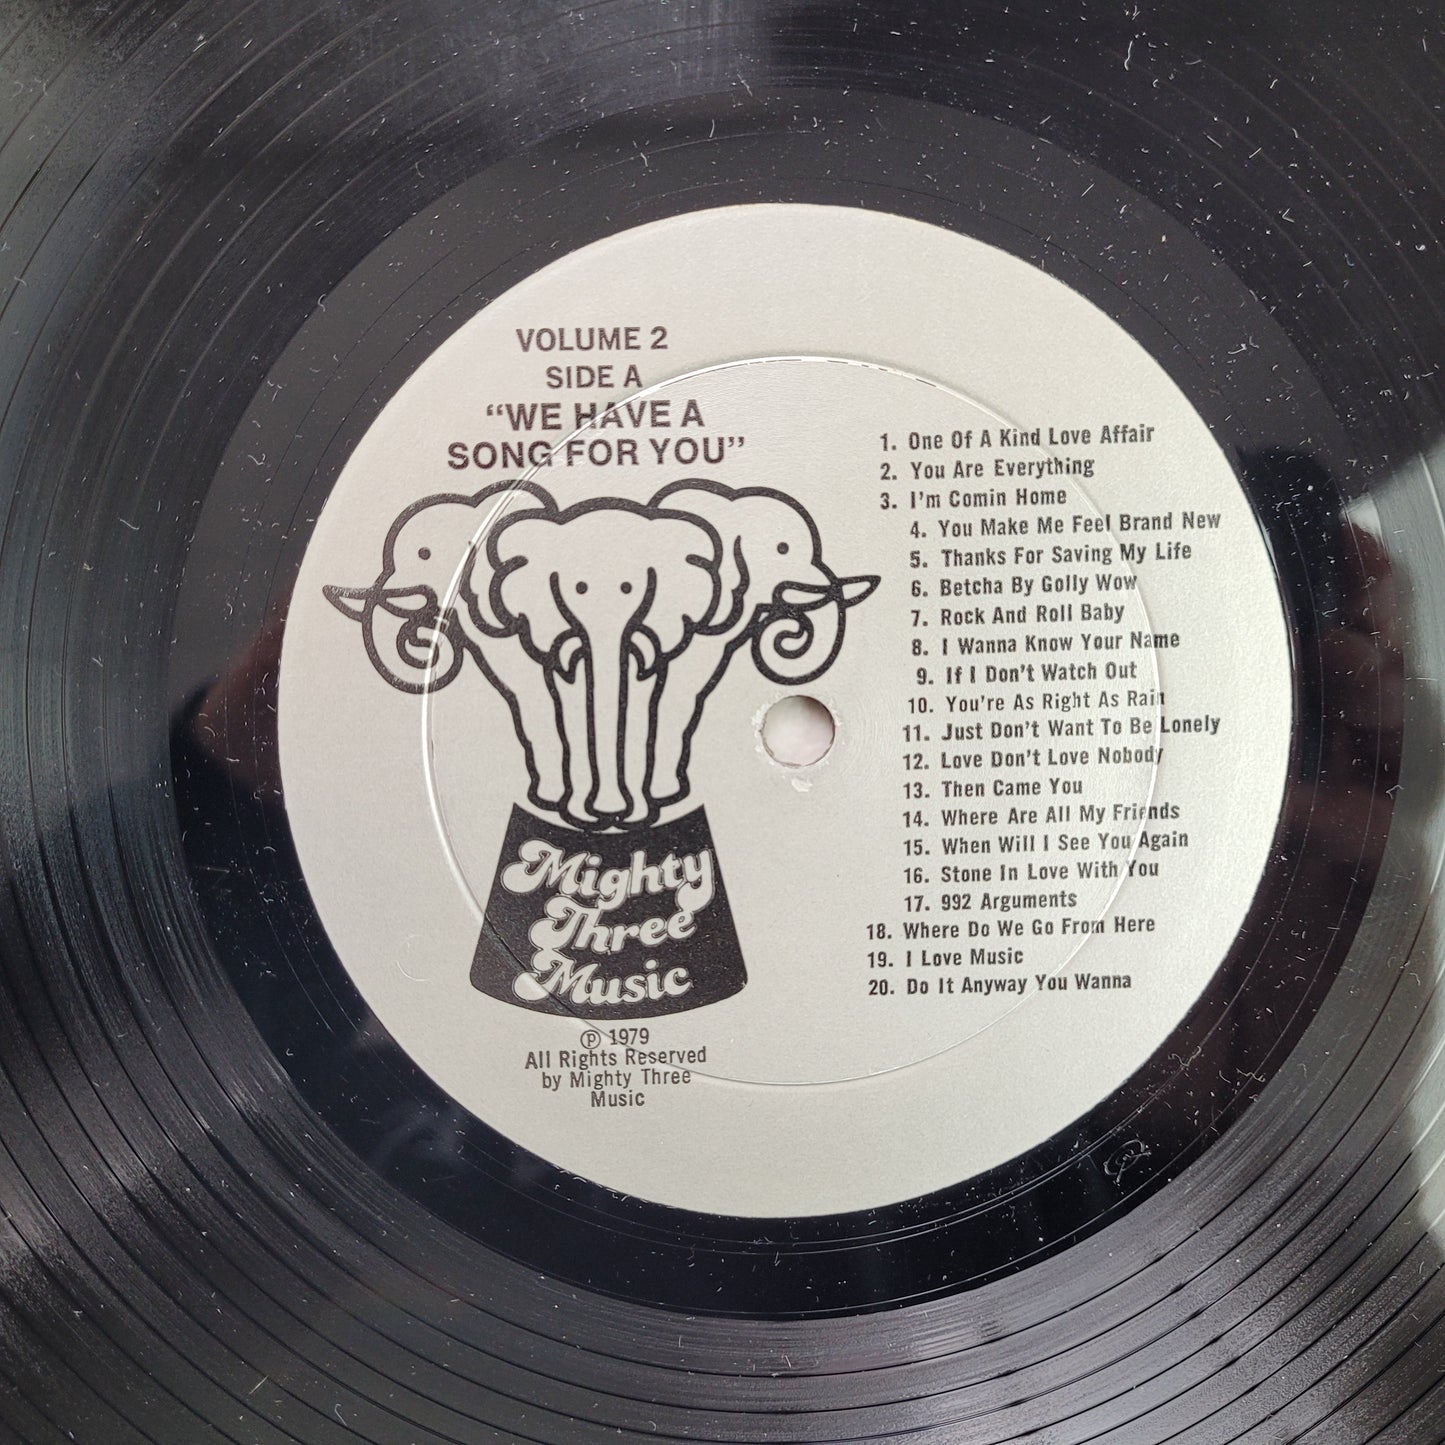 VOLUME 2
SIDE A
“WE HAVE A
SONG FOR YOU”
Mighty
Three
Music
℗ 1979
All Rights Reserved
by Mighty Three
Music
1. One Of A Kind Love Affair
2. You Are Everything
3. I'm Comin Home
4. You Make Me Feel Brand New
5. Thanks For Saving My Life
6. Betcha By Golly Wow
7. Rock And Roll Baby
8. I Wanna Know Your Name
9. If I Don't Watch Out
10. You're As Right As Rain
11. Just Don't Want To Be Lonely
12. Love Don't Love Nobody
13. Then Came You
14. Where Are All My Friends
15. When Will I See You Again
16. Stone In Love With You
17. 992 Arguments
18. Where Do We Go From Here
19. I Love Music
20. Do It Anyway You Wanna